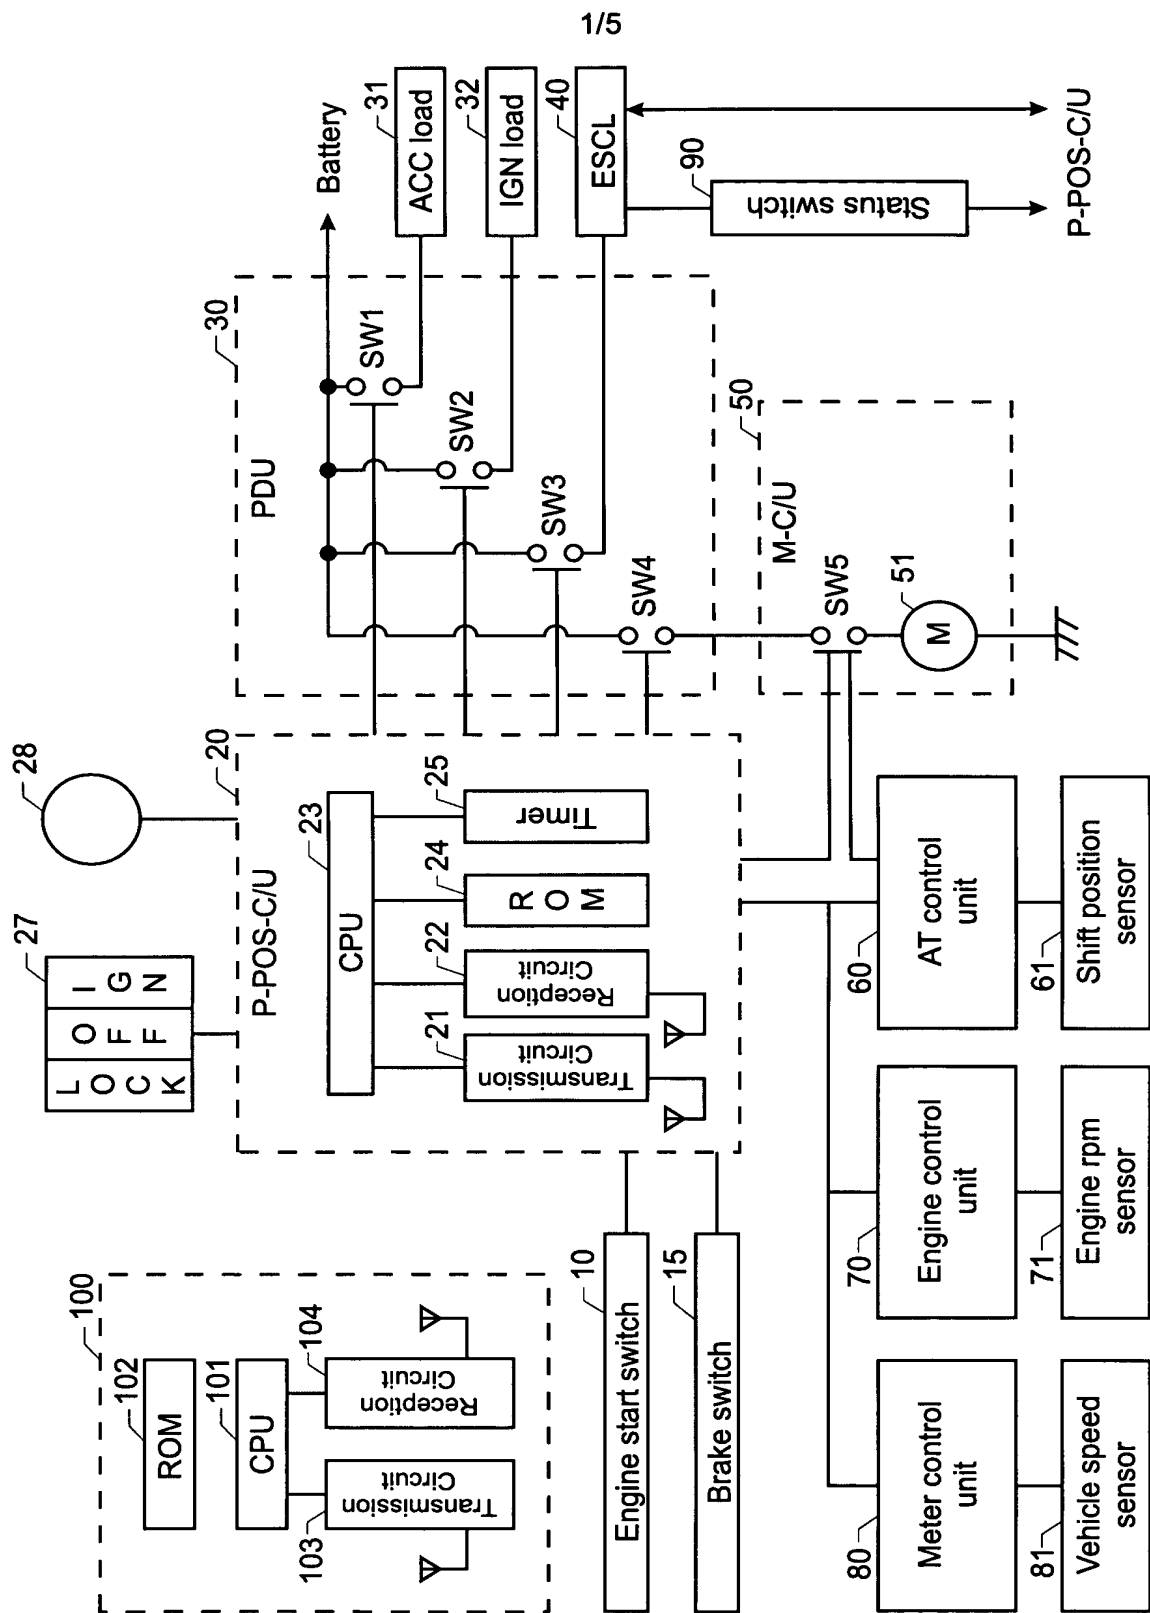 1/5
100
102
ROM
101
CPU
103
Transmission
Circuit
104
Reception
Circuit
10
Engine start switch
15
Brake switch
27
LOCK
OFF
IGN
28
20
P-POS-C/U
23
CPU
21
Transmission
Circuit
22
Reception
Circuit
24
ROM
25
Timer
30
PDU
SW1
SW2
SW3
SW4
Battery
31
ACC load
32
IGN load
40
ESCL
90
Status switch
P-POS-C/U
50
M-C/U
SW5
51
M
80
Meter control
unit
81
Vehicle speed
sensor
70
Engine control
unit
71
Engine rpm
sensor
60
AT control
unit
61
Shift position
sensor